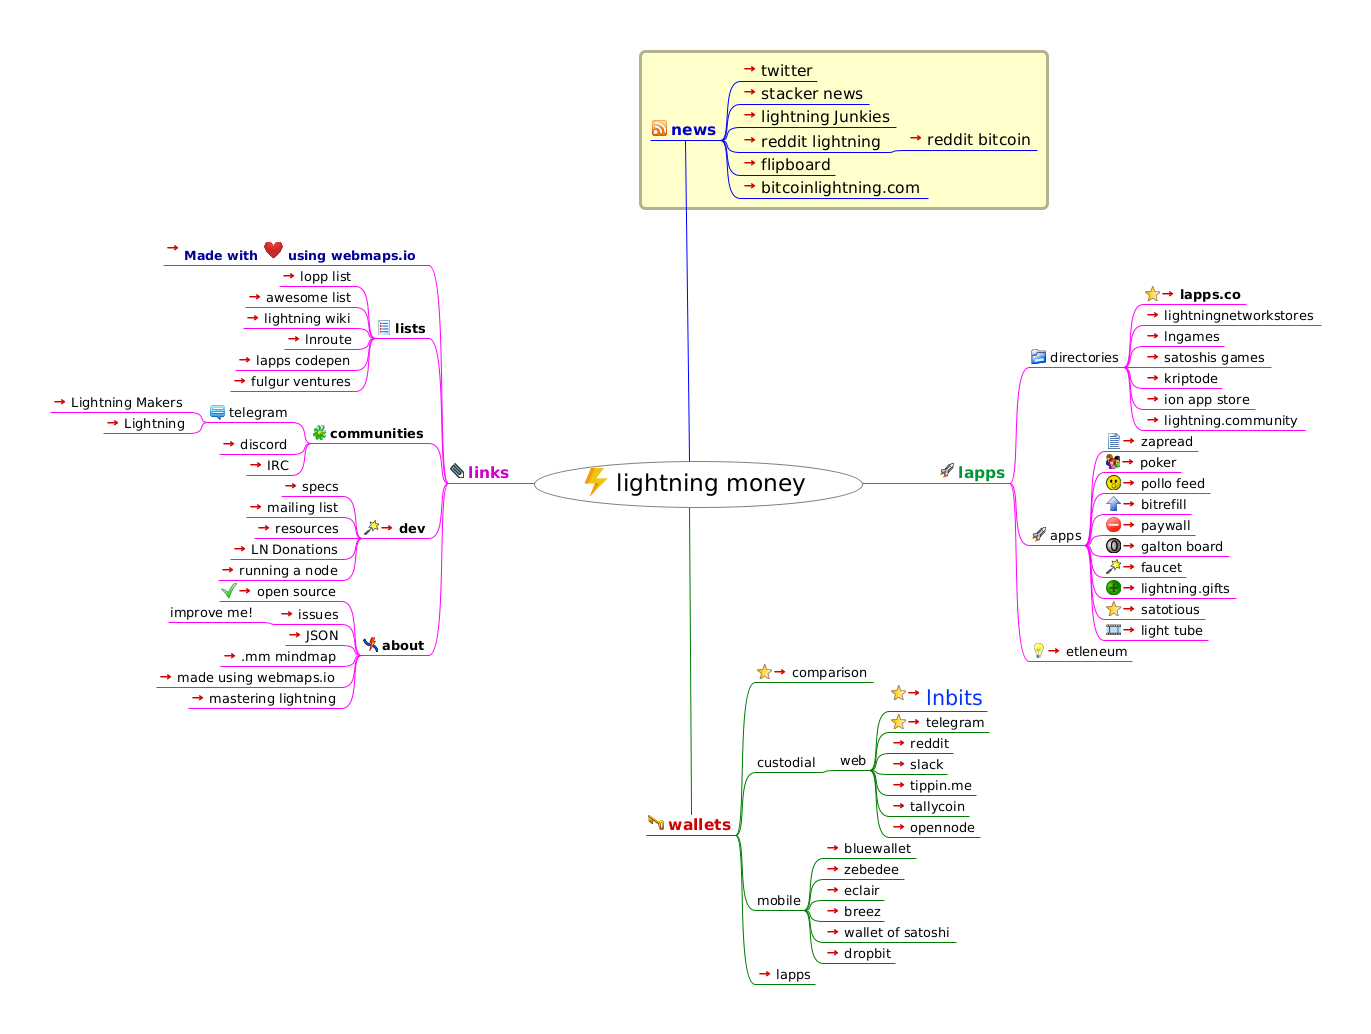 twitter
stacker news
lightning Junkies
news
reddit lightning
reddit bitcoin
flipboard
bitcoinlightning.com
Made with using webmaps.io
lopp list
awesome list
lightning wiki
lists
lnroute
lapps codepen
fulgur ventures
Lightning Makers
telegram
Lightning
communities
discord
IRC
links
specs
mailing list
resources
dev
LN Donations
running a node
open source
improve me!
issues
JSON
about
.mm mindmap
made using webmaps.io
mastering lightning
lightning money
lapps
lapps.co
lightningnetworkstores
lngames
directories
satoshis games
kriptode
ion app store
lightning.community
zapread
poker
pollo feed
bitrefill
paywall
apps
galton board
faucet
lightning.gifts
satotious
light tube
etleneum
comparison
lnbits
telegram
reddit
custodial
web
slack
tippin.me
tallycoin
opennode
wallets
bluewallet
zebedee
eclair
mobile
breez
wallet of satoshi
dropbit
lapps